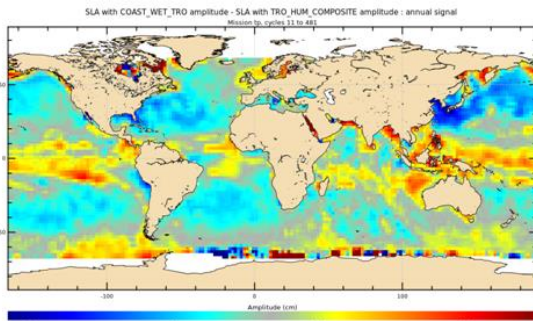 SLA with COAST_WET_TRO amplitude - SLA with TRO_HUM_COMPOSITE amplitude : annual signal
Mission tp, cycles 11 to 481
0
-100
0
100
Amplitude (cm)